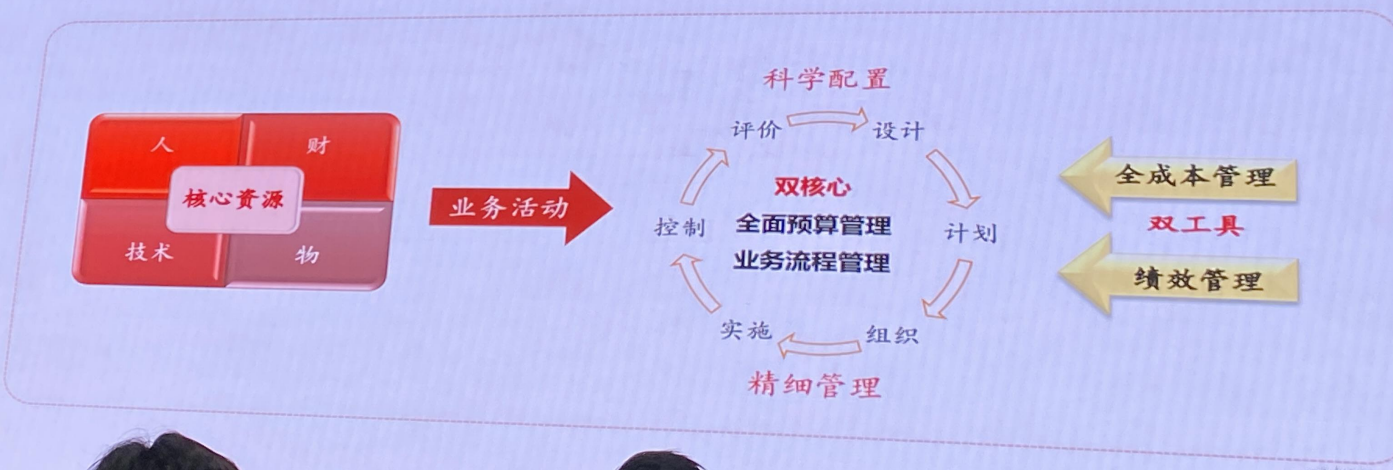 人
财
核心资源
技术
物
业务活动
科学配置
评价
设计
双核心
控制
全面预算管理
计划
业务流程管理
实施
组织
精细管理
全成本管理
双工具
绩效管理